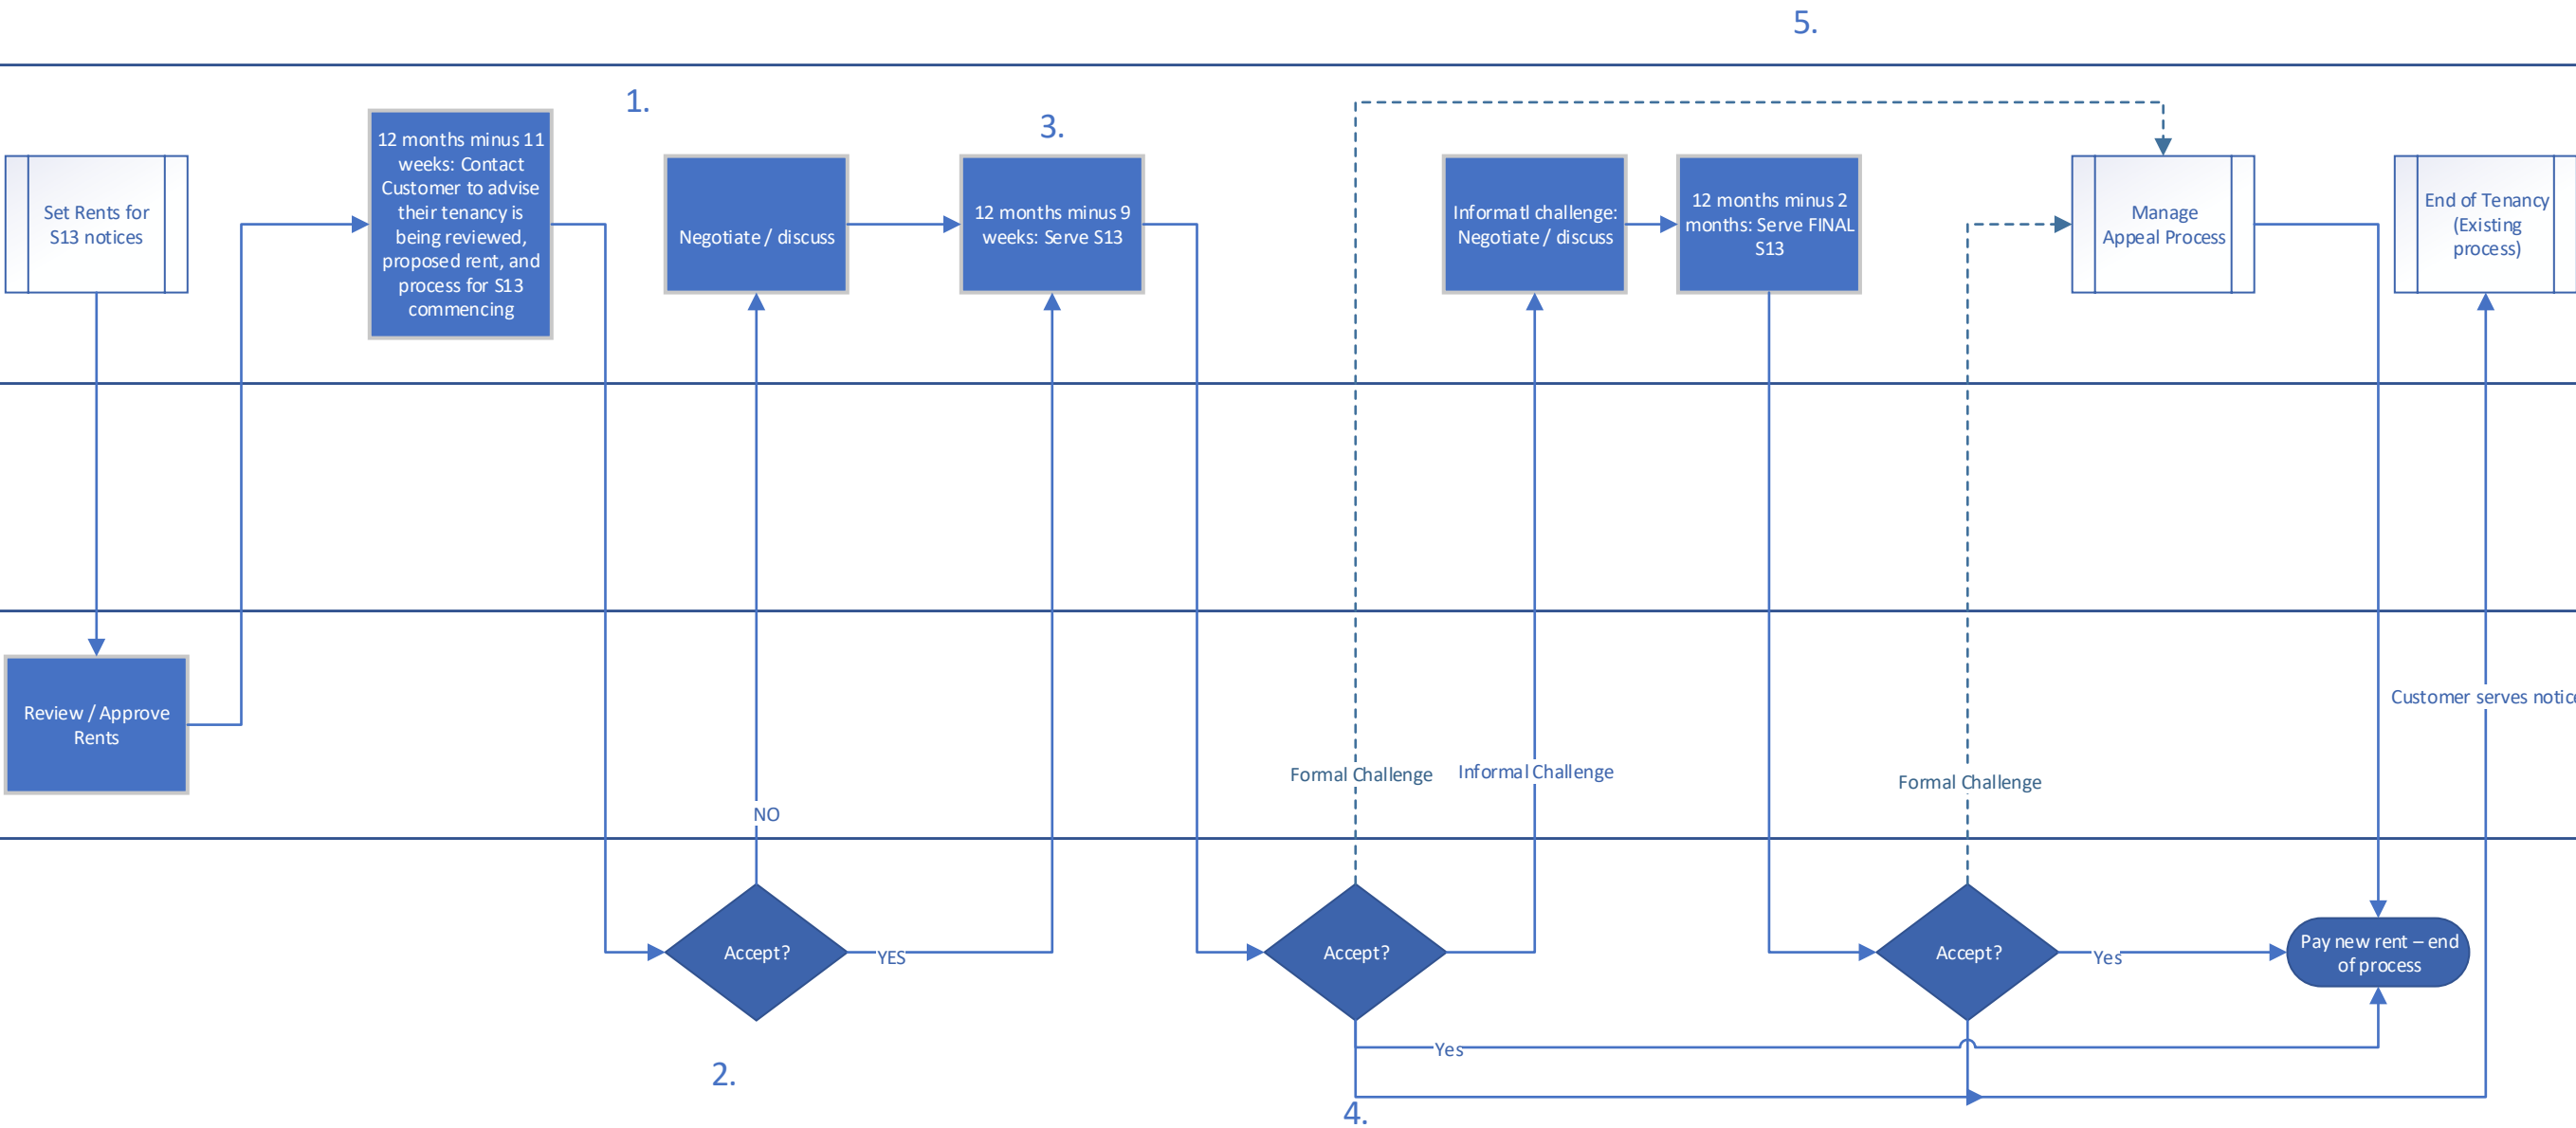 5.
1.
3.
Set Rents for
S13 notices
12 months minus 11
weeks: Contact
Customer to advise
their tenancy is
being reviewed,
proposed rent, and
process for S13
commencing
Negotiate / discuss
12 months minus 9
weeks: Serve S13
Informatl challenge:
Negotiate / discuss
12 months minus 2
months: Serve FINAL
S13
Manage
Appeal Process
End of Tenancy
(Existing
process)
Review / Approve
Rents
Customer serves notice
Formal Challenge
Informal Challenge
Formal Challenge
NO
Accept?
YES
Accept?
Accept?
Yes
Pay new rent – end
of process
Yes
2.
4.